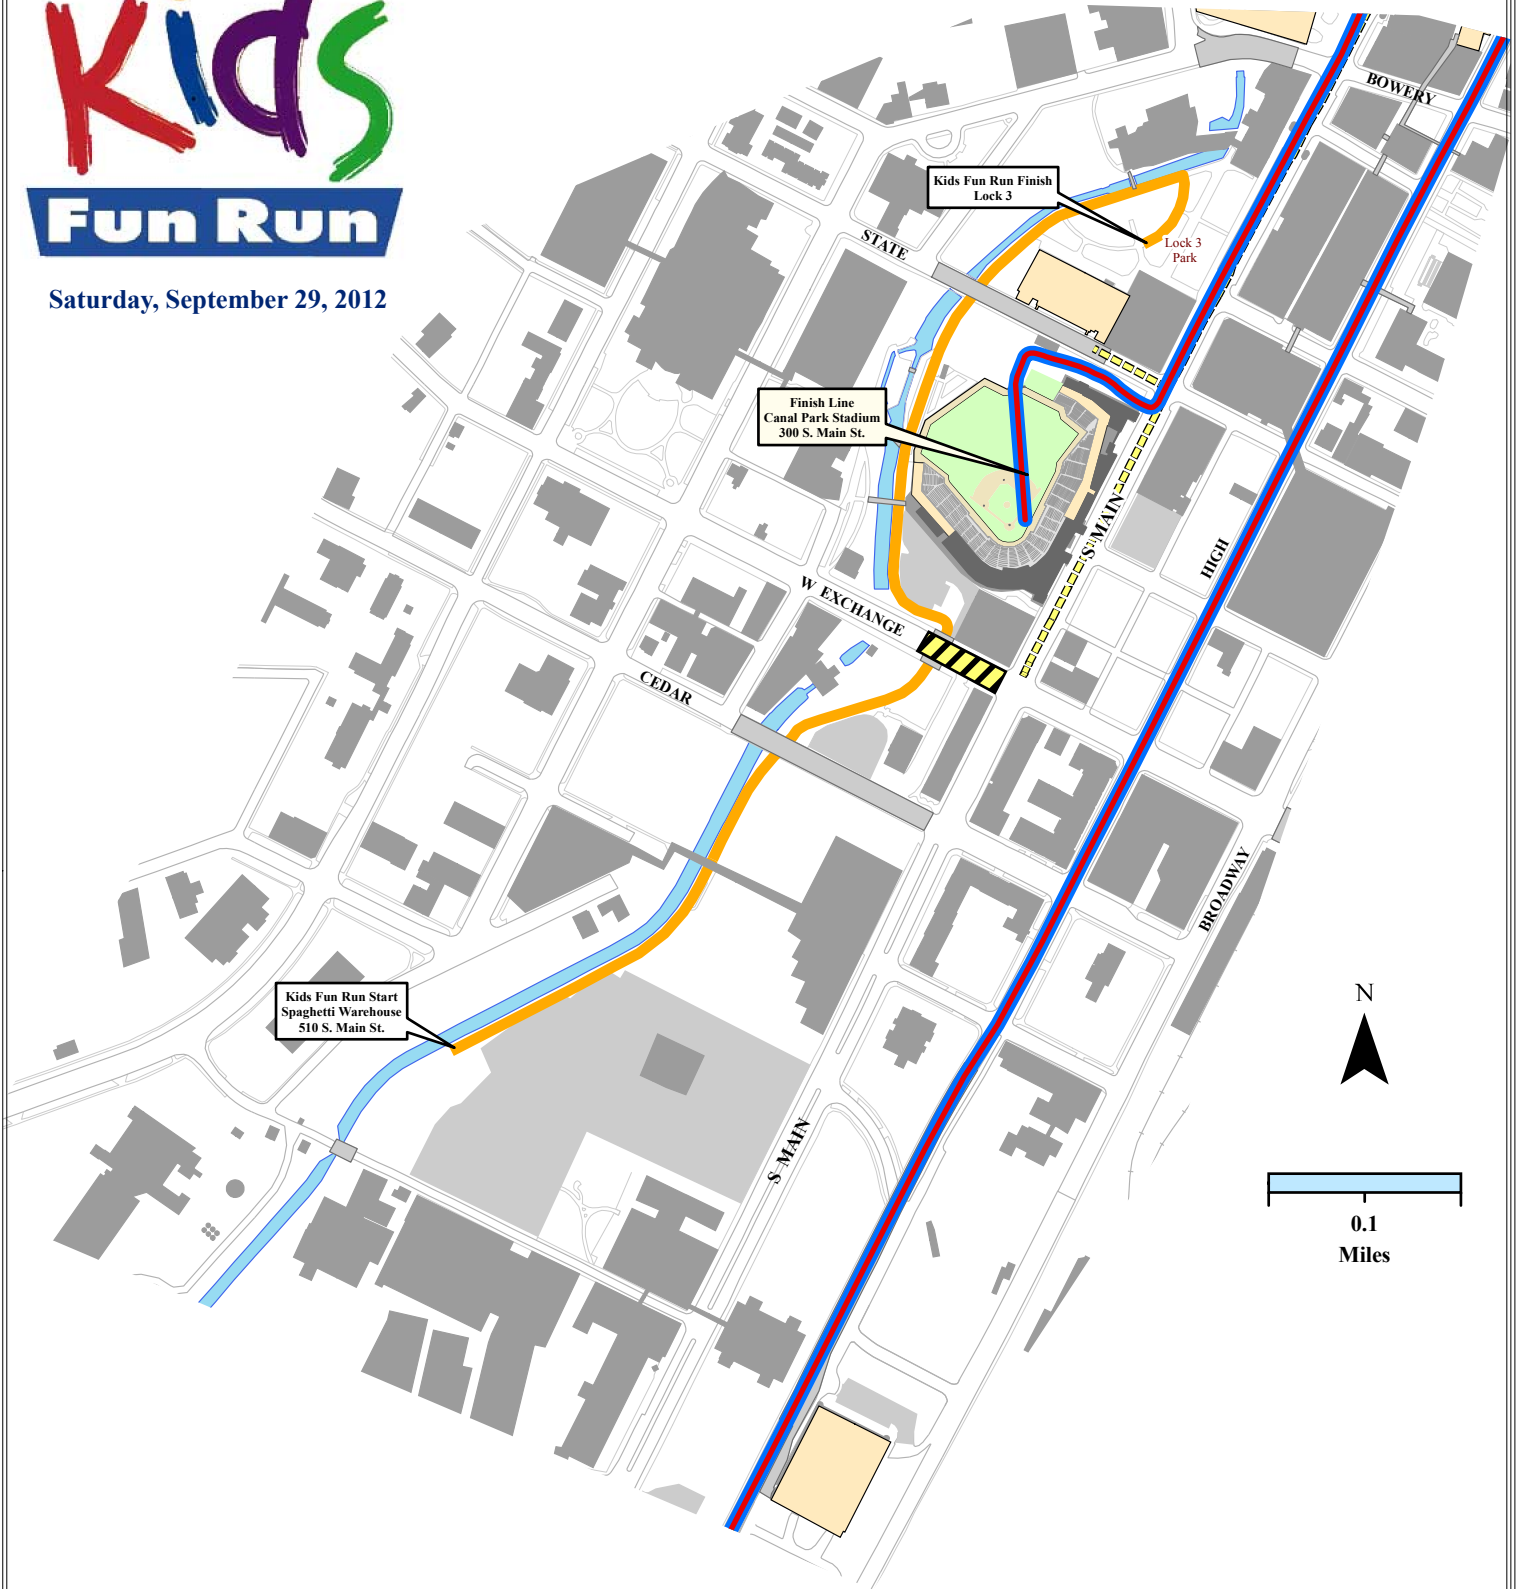 Kids
Fun Run
Saturday, September 29, 2012
BOWERY
Kids Fun Run Finish
Lock 3
STATE
Lock 3
Park
Finish Line
Canal Park Stadium
300 S. Main St.
S MAIN
HIGH
W EXCHANGE
CEDAR
BROADWAY
Kids Fun Run Start
Spaghetti Warehouse
510 S. Main St.
N
S MAIN
0.1
Miles